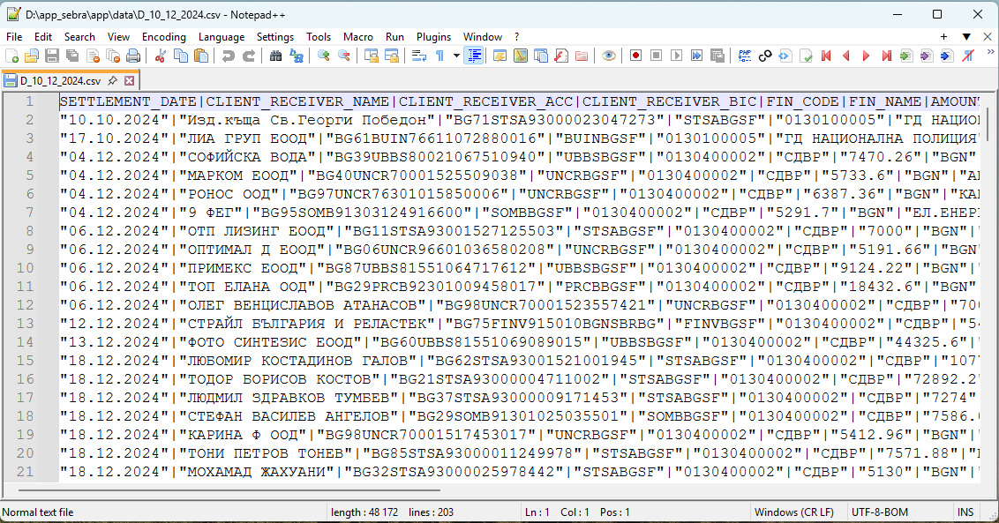 D:\app_sebra\app\data\D_10_12_2024.csv - Notepad++
File Edit Search View Encoding Language Settings Tools Macro Run Plugins Window ?
D_10_12_2024.csv
1 SETTLEMENT_DATE|CLIENT_RECEIVER_NAME|CLIENT_RECEIVER_ACC|CLIENT_RECEIVER_BIC|FIN_CODE|FIN_NAME|AMOUNT
2 "10.10.2024"|"Изд.къща Св.Георги Победон"|"BG71STSA93000023047273"|"STSABGSF"|"0130100005"|"ГД НАЦИО
3 "17.10.2024"|"ЛИА ГРУП ЕООД"|"BG61BUIN76611072880016"|"BUINBGSF"|"0130100005"|"ГД НАЦИОНАЛНА ПОЛИЦИЯ"
4 "04.12.2024"|"СОФИЙСКА ВОДА"|"BG39UBBS80021067510940"|"UBBSBGSF"|"0130400002"|"СДВР"|"7470.26"|"BGN"|"
5 "04.12.2024"|"МАРКОМ ЕООД"|"BG40UNCR70001525509038"|"UNCRBGSF"|"0130400002"|"СДВР"|"5733.6"|"BGN"|"А
6 "04.12.2024"|"РОНОС ООД"|"BG97UNCR76301015850006"|"UNCRBGSF"|"0130400002"|"СДВР"|"6387.36"|"BGN"|"КА
7 "04.12.2024"|"9 ФЕГ"|"BG95SOMB91303124916600"|"SOMBBGSF"|"0130400002"|"СДВР"|"5291.7"|"BGN"|"ЕЛ.ЕНЕР
8 "06.12.2024"|"ОТП ЛИЗИНГ ЕООД"|"BG11STSA93001527125503"|"STSABGSF"|"0130400002"|"СДВР"|"7000"|"BGN"|"
9 "06.12.2024"|"ОПТИМАЛ Д ЕООД"|"BG06UNCR96601036580208"|"UNCRBGSF"|"0130400002"|"СДВР"|"5191.66"|"BGN"
10 "06.12.2024"|"ПРИМЕКС ЕООД"|"BG87UBBS81551064717612"|"UBBSBGSF"|"0130400002"|"СДВР"|"9124.22"|"BGN"|"
11 "06.12.2024"|"ТОП ЕЛАНА ООД"|"BG29PRCB92301009458017"|"PRCBBGSF"|"0130400002"|"СДВР"|"18432.6"|"BGN"
12 "06.12.2024"|"ОЛЕГ ВЕНЦИСЛАВОВ АТАНАСОВ"|"BG98UNCR70001523557421"|"UNCRBGSF"|"0130400002"|"СДВР"|"700
13 "12.12.2024"|"СТРАЙЛ БЪЛГАРИЯ И РЕЛАСТЕК"|"BG75FINV915010BGNSBRBG"|"FINVBGSF"|"0130400002"|"СДВР"|"54
14 "13.12.2024"|"ФОТО СИНТЕЗИС ЕООД"|"BG60UBBS81551069089015"|"UBBSBGSF"|"0130400002"|"СДВР"|"44325.6"|"
15 "18.12.2024"|"ЛЮБОМИР КОСТАДИНОВ ГАЛОВ"|"BG62STSA93001521001945"|"STSABGSF"|"0130400002"|"СДВР"|"107
16 "18.12.2024"|"ТОДОР БОРИСОВ КОСТОВ"|"BG21STSA93000004711002"|"STSABGSF"|"0130400002"|"СДВР"|"72892.2
17 "18.12.2024"|"ЛЮДМИЛ ЗДРАВКОВ ТУМБЕВ"|"BG37STSA93000009171453"|"STSABGSF"|"0130400002"|"СДВР"|"7274"
18 "18.12.2024"|"СТЕФАН ВАСИЛЕВ АНГЕЛОВ"|"BG29SOMB91301025035501"|"SOMBBGSF"|"0130400002"|"СДВР"|"7586.
19 "18.12.2024"|"КАРИНА Ф ООД"|"BG98UNCR70001517453017"|"UNCRBGSF"|"0130400002"|"СДВР"|"5412.96"|"BGN"|"
20 "18.12.2024"|"ТОНИ ПЕТРОВ ТОНЕВ"|"BG85STSA93000011249978"|"STSABGSF"|"0130400002"|"СДВР"|"7571.88"|"
21 "18.12.2024"|"МОХАМАД ЖАХУАНИ"|"BG32STSA93000025978442"|"STSABGSF"|"0130400002"|"СДВР"|"5130"|"BGN"|"
Normal text file length : 48 172 lines : 203 Ln : 1 Col : 1 Pos : 1 Windows (CR LF) UTF-8-BOM INS